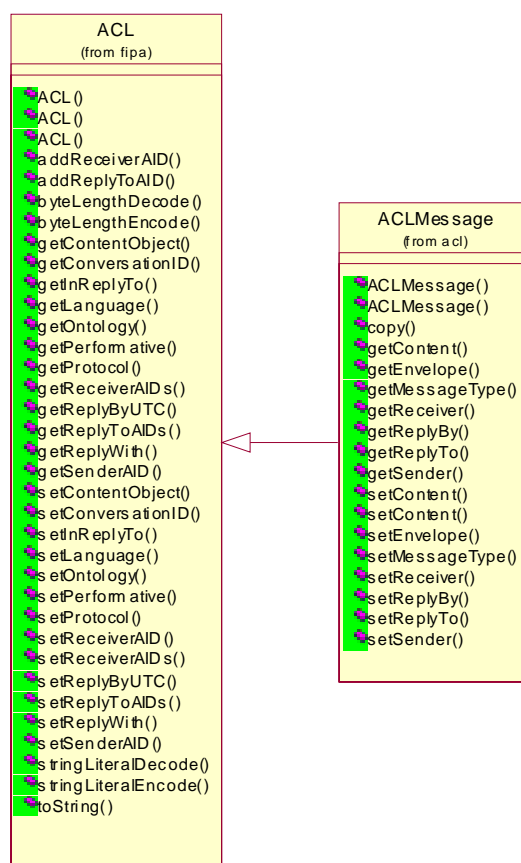 ACL
(from fipa)
ACL()
ACL()
ACL()
addReceiverAID()
addReplyToAID()
byteLengthDecode()
byteLengthEncode()
getContentObject()
getConversationID()
getInReplyTo()
getLanguage()
getOntology()
getPerformative()
getProtocol()
getReceiverAIDs()
getReplyByUTC()
getReplyToAIDs()
getReplyWith()
getSenderAID()
setContentObject()
setConversationID()
setInReplyTo()
setLanguage()
setOntology()
setPerformative()
setProtocol()
setReceiverAID()
setReceiverAIDs()
setReplyByUTC()
setReplyToAIDs()
setReplyWith()
setSenderAID()
stringLiteralDecode()
stringLiteralEncode()
toString()
ACLMessage
(from acl)
ACLMessage()
ACLMessage()
copy()
getContent()
getEnvelope()
getMessageType()
getReceiver()
getReplyBy()
getReplyTo()
getSender()
setContent()
setContent()
setEnvelope()
setMessageType()
setReceiver()
setReplyBy()
setReplyTo()
setSender()